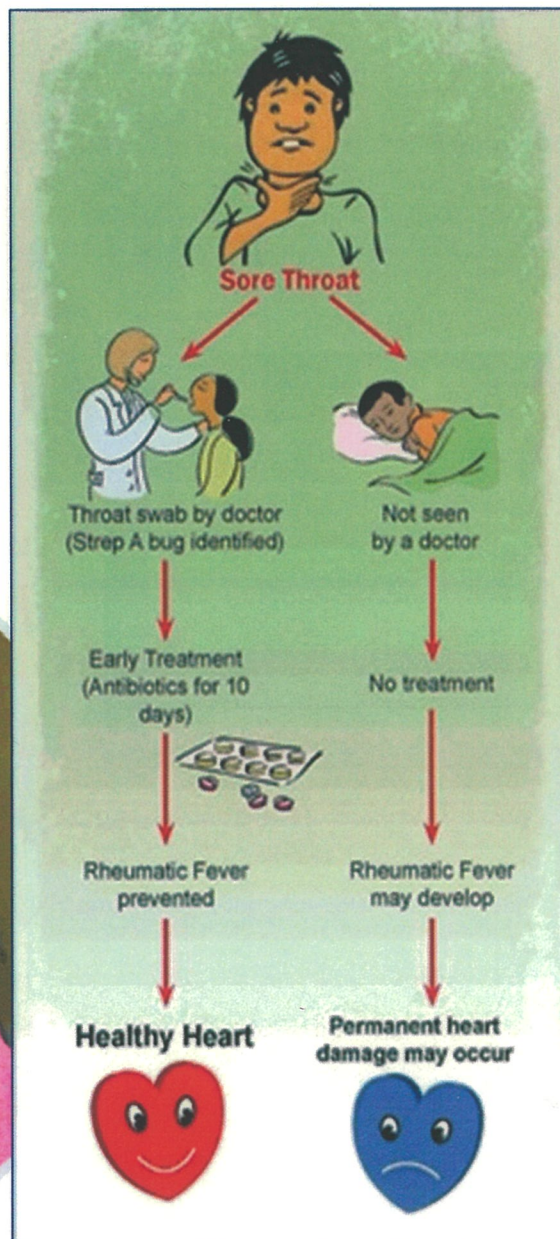 Sore Throat
Throat swab by doctor
(Strep A bug identified)
Not seen
by a doctor
Early Treatment
(Antibiotics for 10
days)
No treatment
Rheumatic Fever
prevented
Rheumatic Fever
may develop
Healthy Heart
Permanent heart
damage may occur